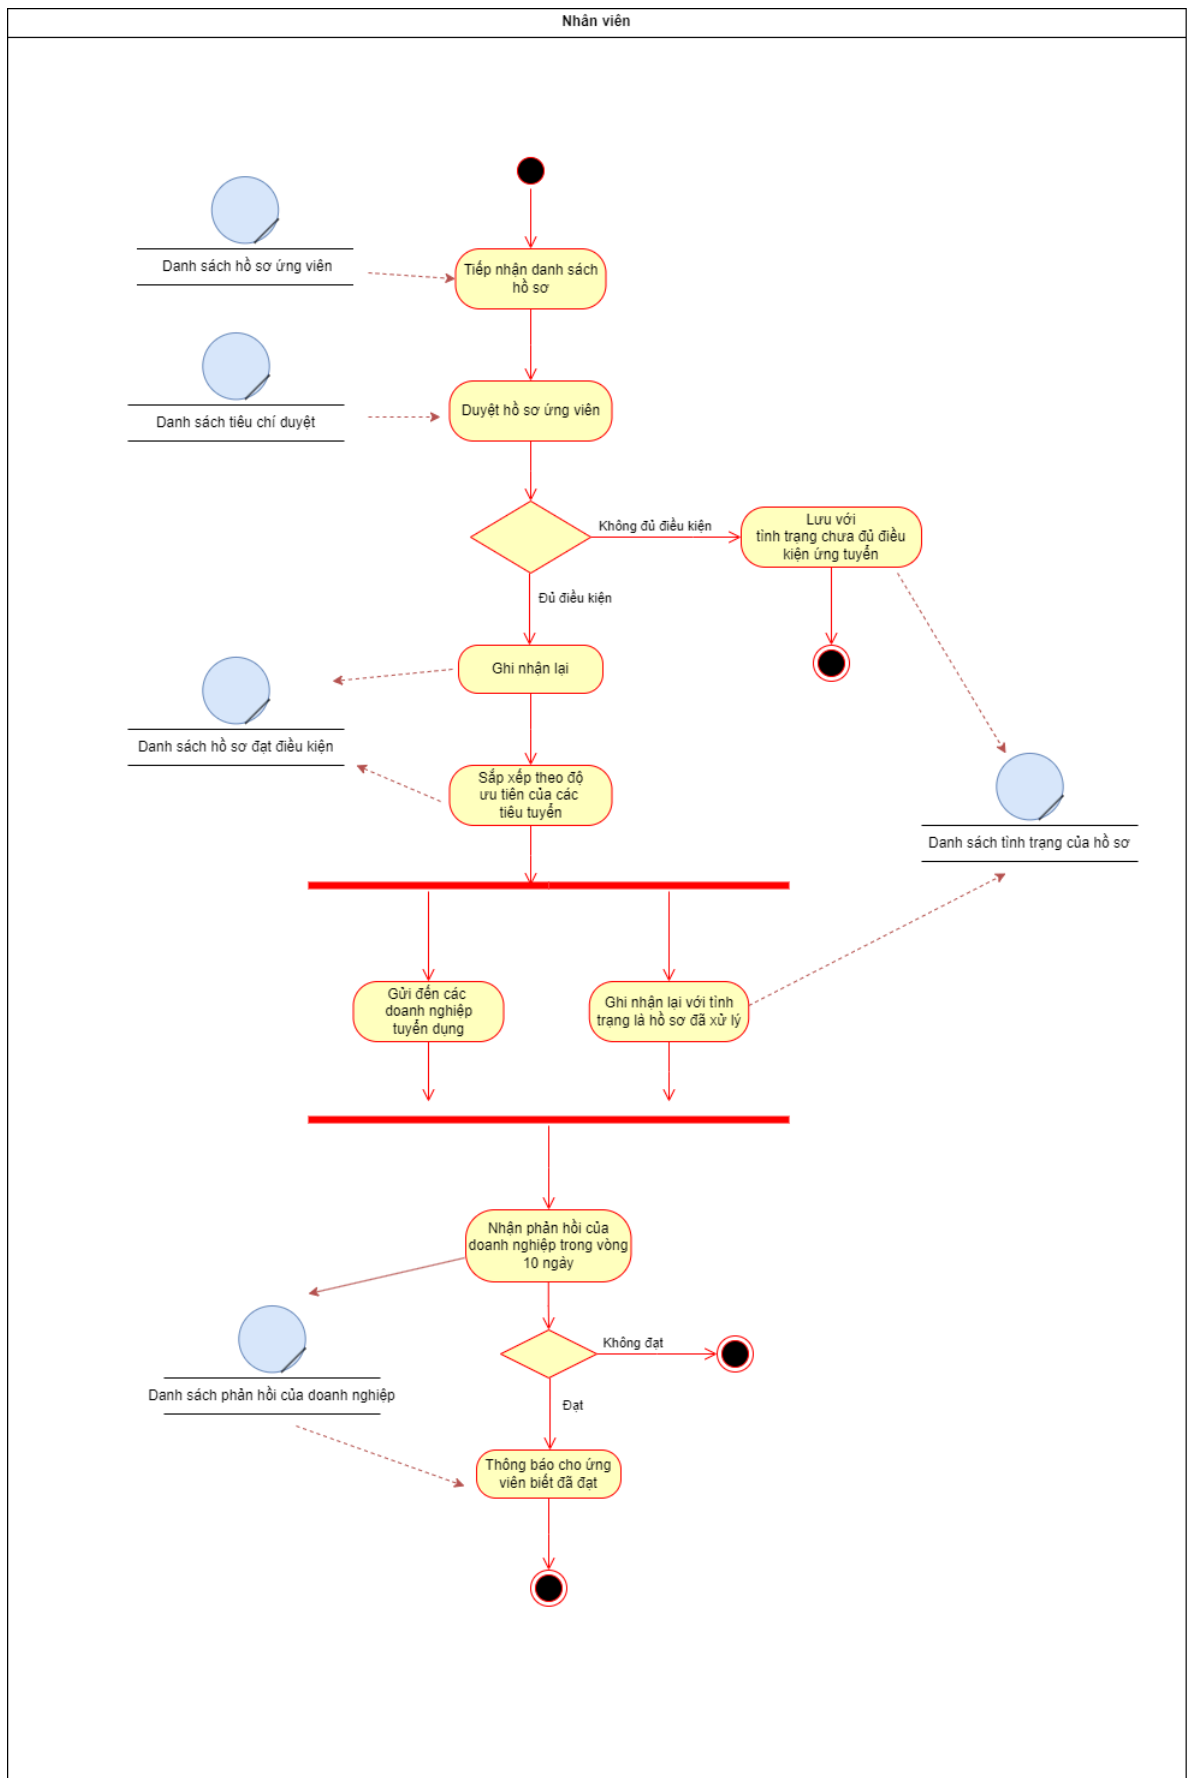 Nhân viên
Danh sách hồ sơ ứng viên
Tiếp nhận danh sách
hồ sơ
Danh sách tiêu chí duyệt
Duyệt hồ sơ ứng viên
Không đủ điều kiện
Lưu với
tình trạng chưa đủ điều
kiện ứng tuyển
Đủ điều kiện
Ghi nhận lại
Danh sách hồ sơ đạt điều kiện
Sắp xếp theo độ
ưu tiên của các
tiêu tuyển
Danh sách tình trạng của hồ sơ
Gửi đến các
doanh nghiệp
tuyển dụng
Ghi nhận lại với tình
trạng là hồ sơ đã xử lý
Nhận phản hồi của
doanh nghiệp trong vòng
10 ngày
Không đạt
Danh sách phản hồi của doanh nghiệp
Đạt
Thông báo cho ứng
viên biết đã đạt